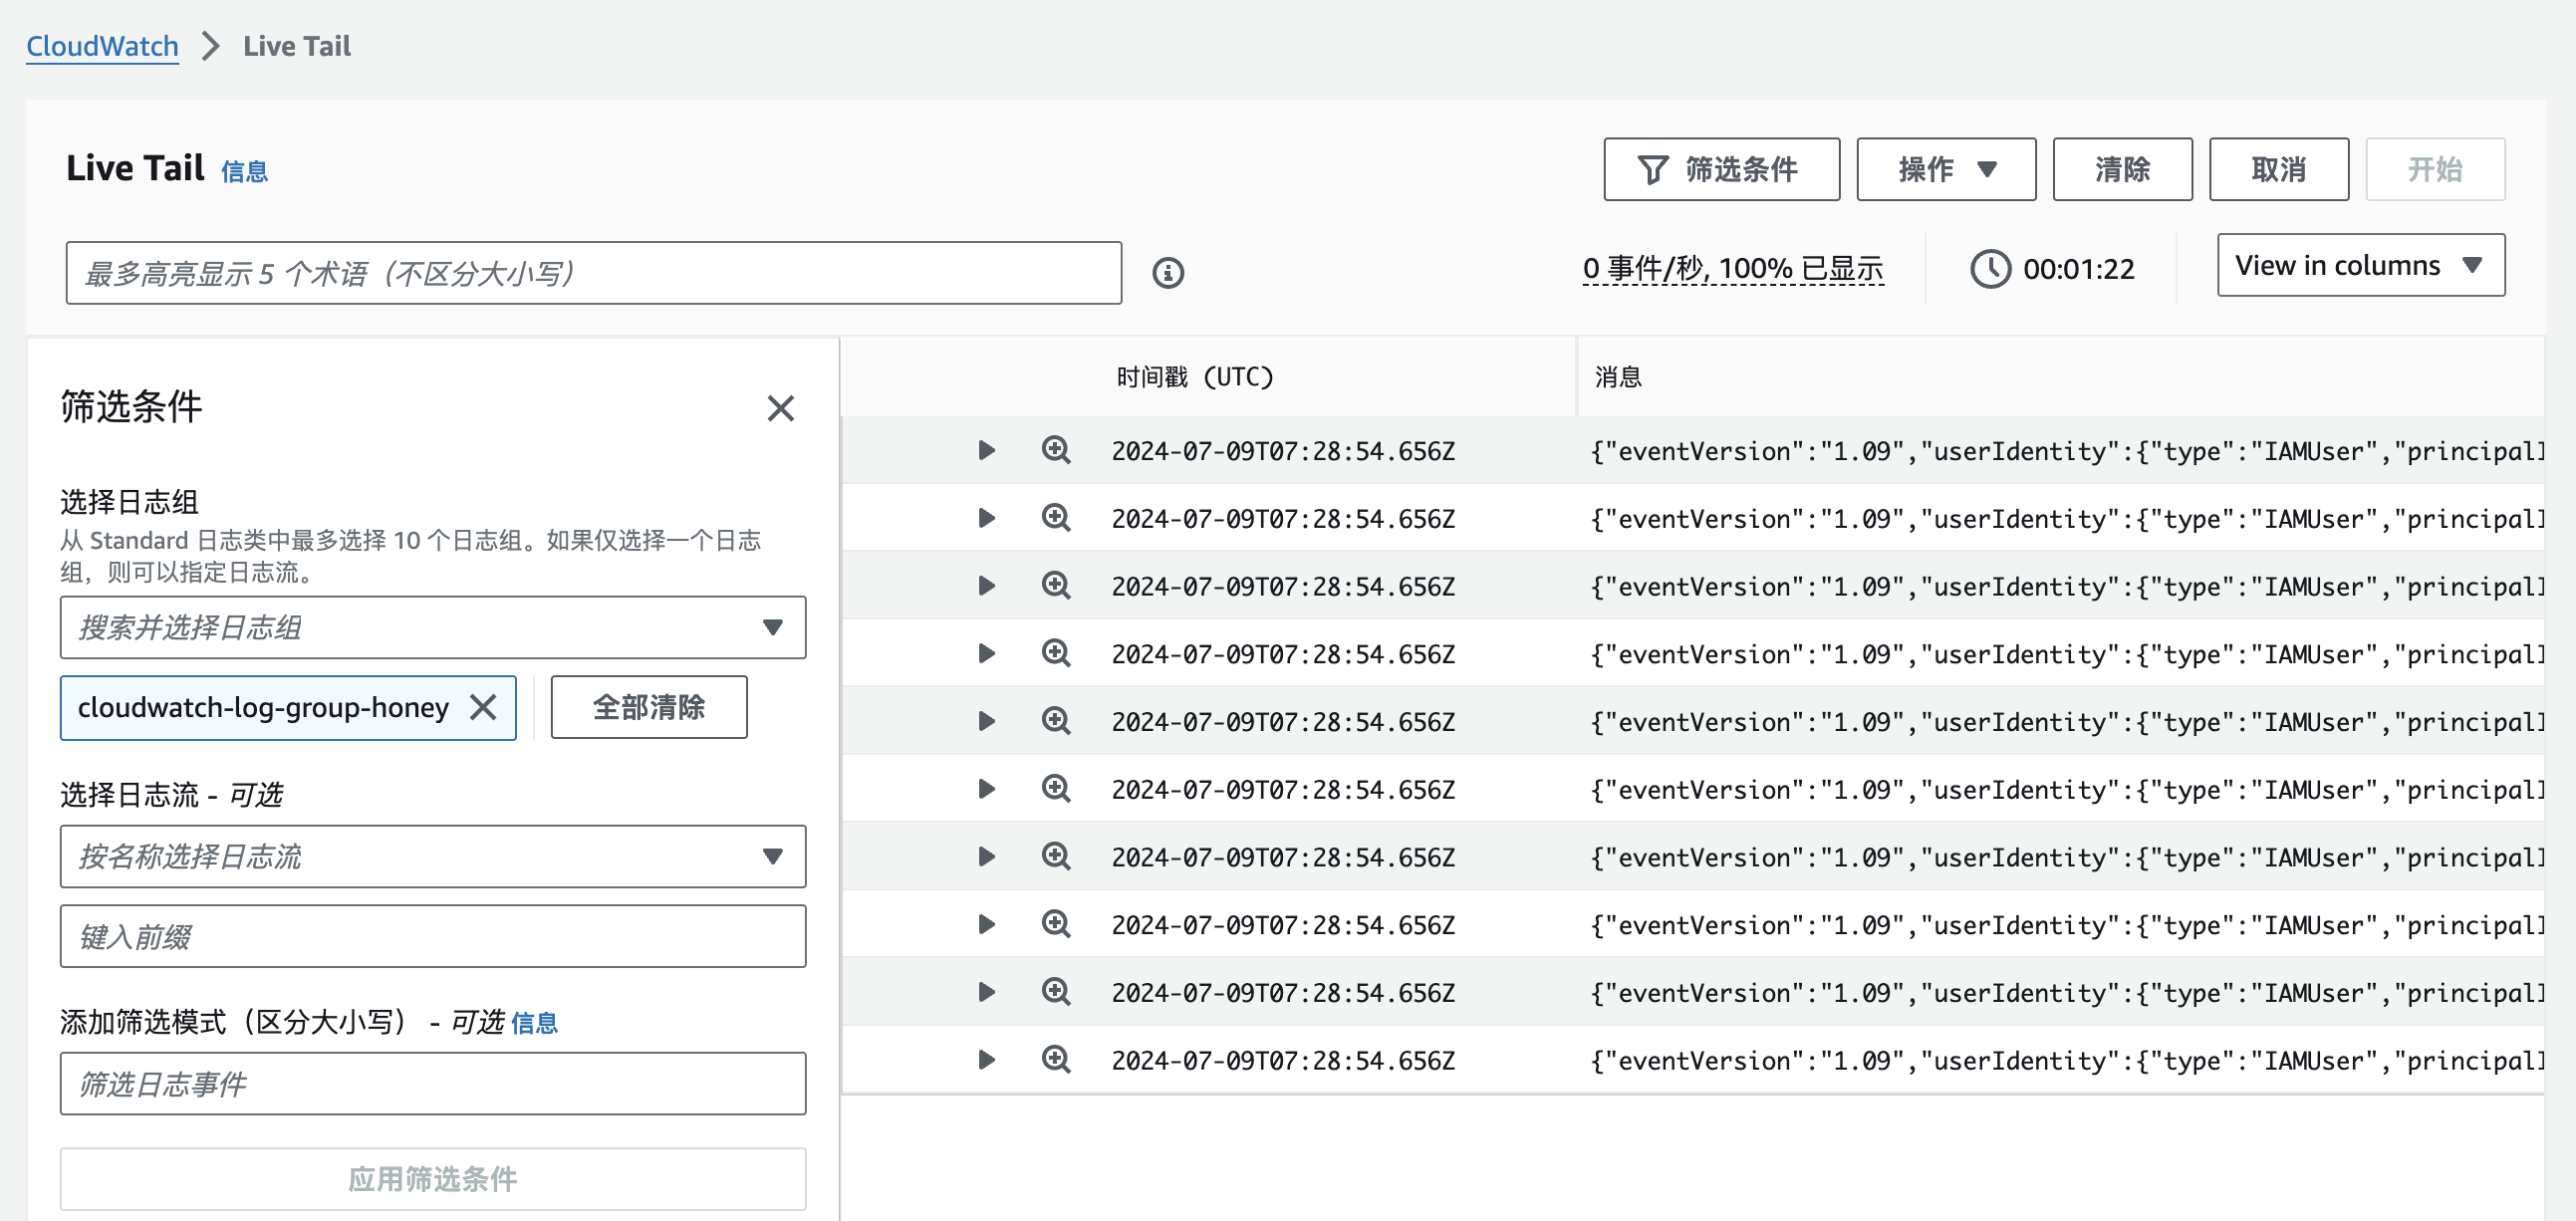 CloudWatch > Live Tail
Live Tail 信息
筛选条件 操作 清除 取消 开始
最多高亮显示 5 个术语（不区分大小写）
0 事件/秒, 100% 已显示
00:01:22
View in columns
筛选条件
选择日志组
从 Standard 日志类中最多选择 10 个日志组。如果仅选择一个日志
组，则可以指定日志流。
搜索并选择日志组
cloudwatch-log-group-honey
全部清除
选择日志流 - 可选
按名称选择日志流
键入前缀
添加筛选模式（区分大小写） - 可选 信息
筛选日志事件
应用筛选条件
时间戳 (UTC) 消息
2024-07-09T07:28:54.656Z {"eventVersion":"1.09","userIdentity":{"type":"IAMUser","principalI
2024-07-09T07:28:54.656Z {"eventVersion":"1.09","userIdentity":{"type":"IAMUser","principalI
2024-07-09T07:28:54.656Z {"eventVersion":"1.09","userIdentity":{"type":"IAMUser","principalI
2024-07-09T07:28:54.656Z {"eventVersion":"1.09","userIdentity":{"type":"IAMUser","principalI
2024-07-09T07:28:54.656Z {"eventVersion":"1.09","userIdentity":{"type":"IAMUser","principalI
2024-07-09T07:28:54.656Z {"eventVersion":"1.09","userIdentity":{"type":"IAMUser","principalI
2024-07-09T07:28:54.656Z {"eventVersion":"1.09","userIdentity":{"type":"IAMUser","principalI
2024-07-09T07:28:54.656Z {"eventVersion":"1.09","userIdentity":{"type":"IAMUser","principalI
2024-07-09T07:28:54.656Z {"eventVersion":"1.09","userIdentity":{"type":"IAMUser","principalI
2024-07-09T07:28:54.656Z {"eventVersion":"1.09","userIdentity":{"type":"IAMUser","principalI